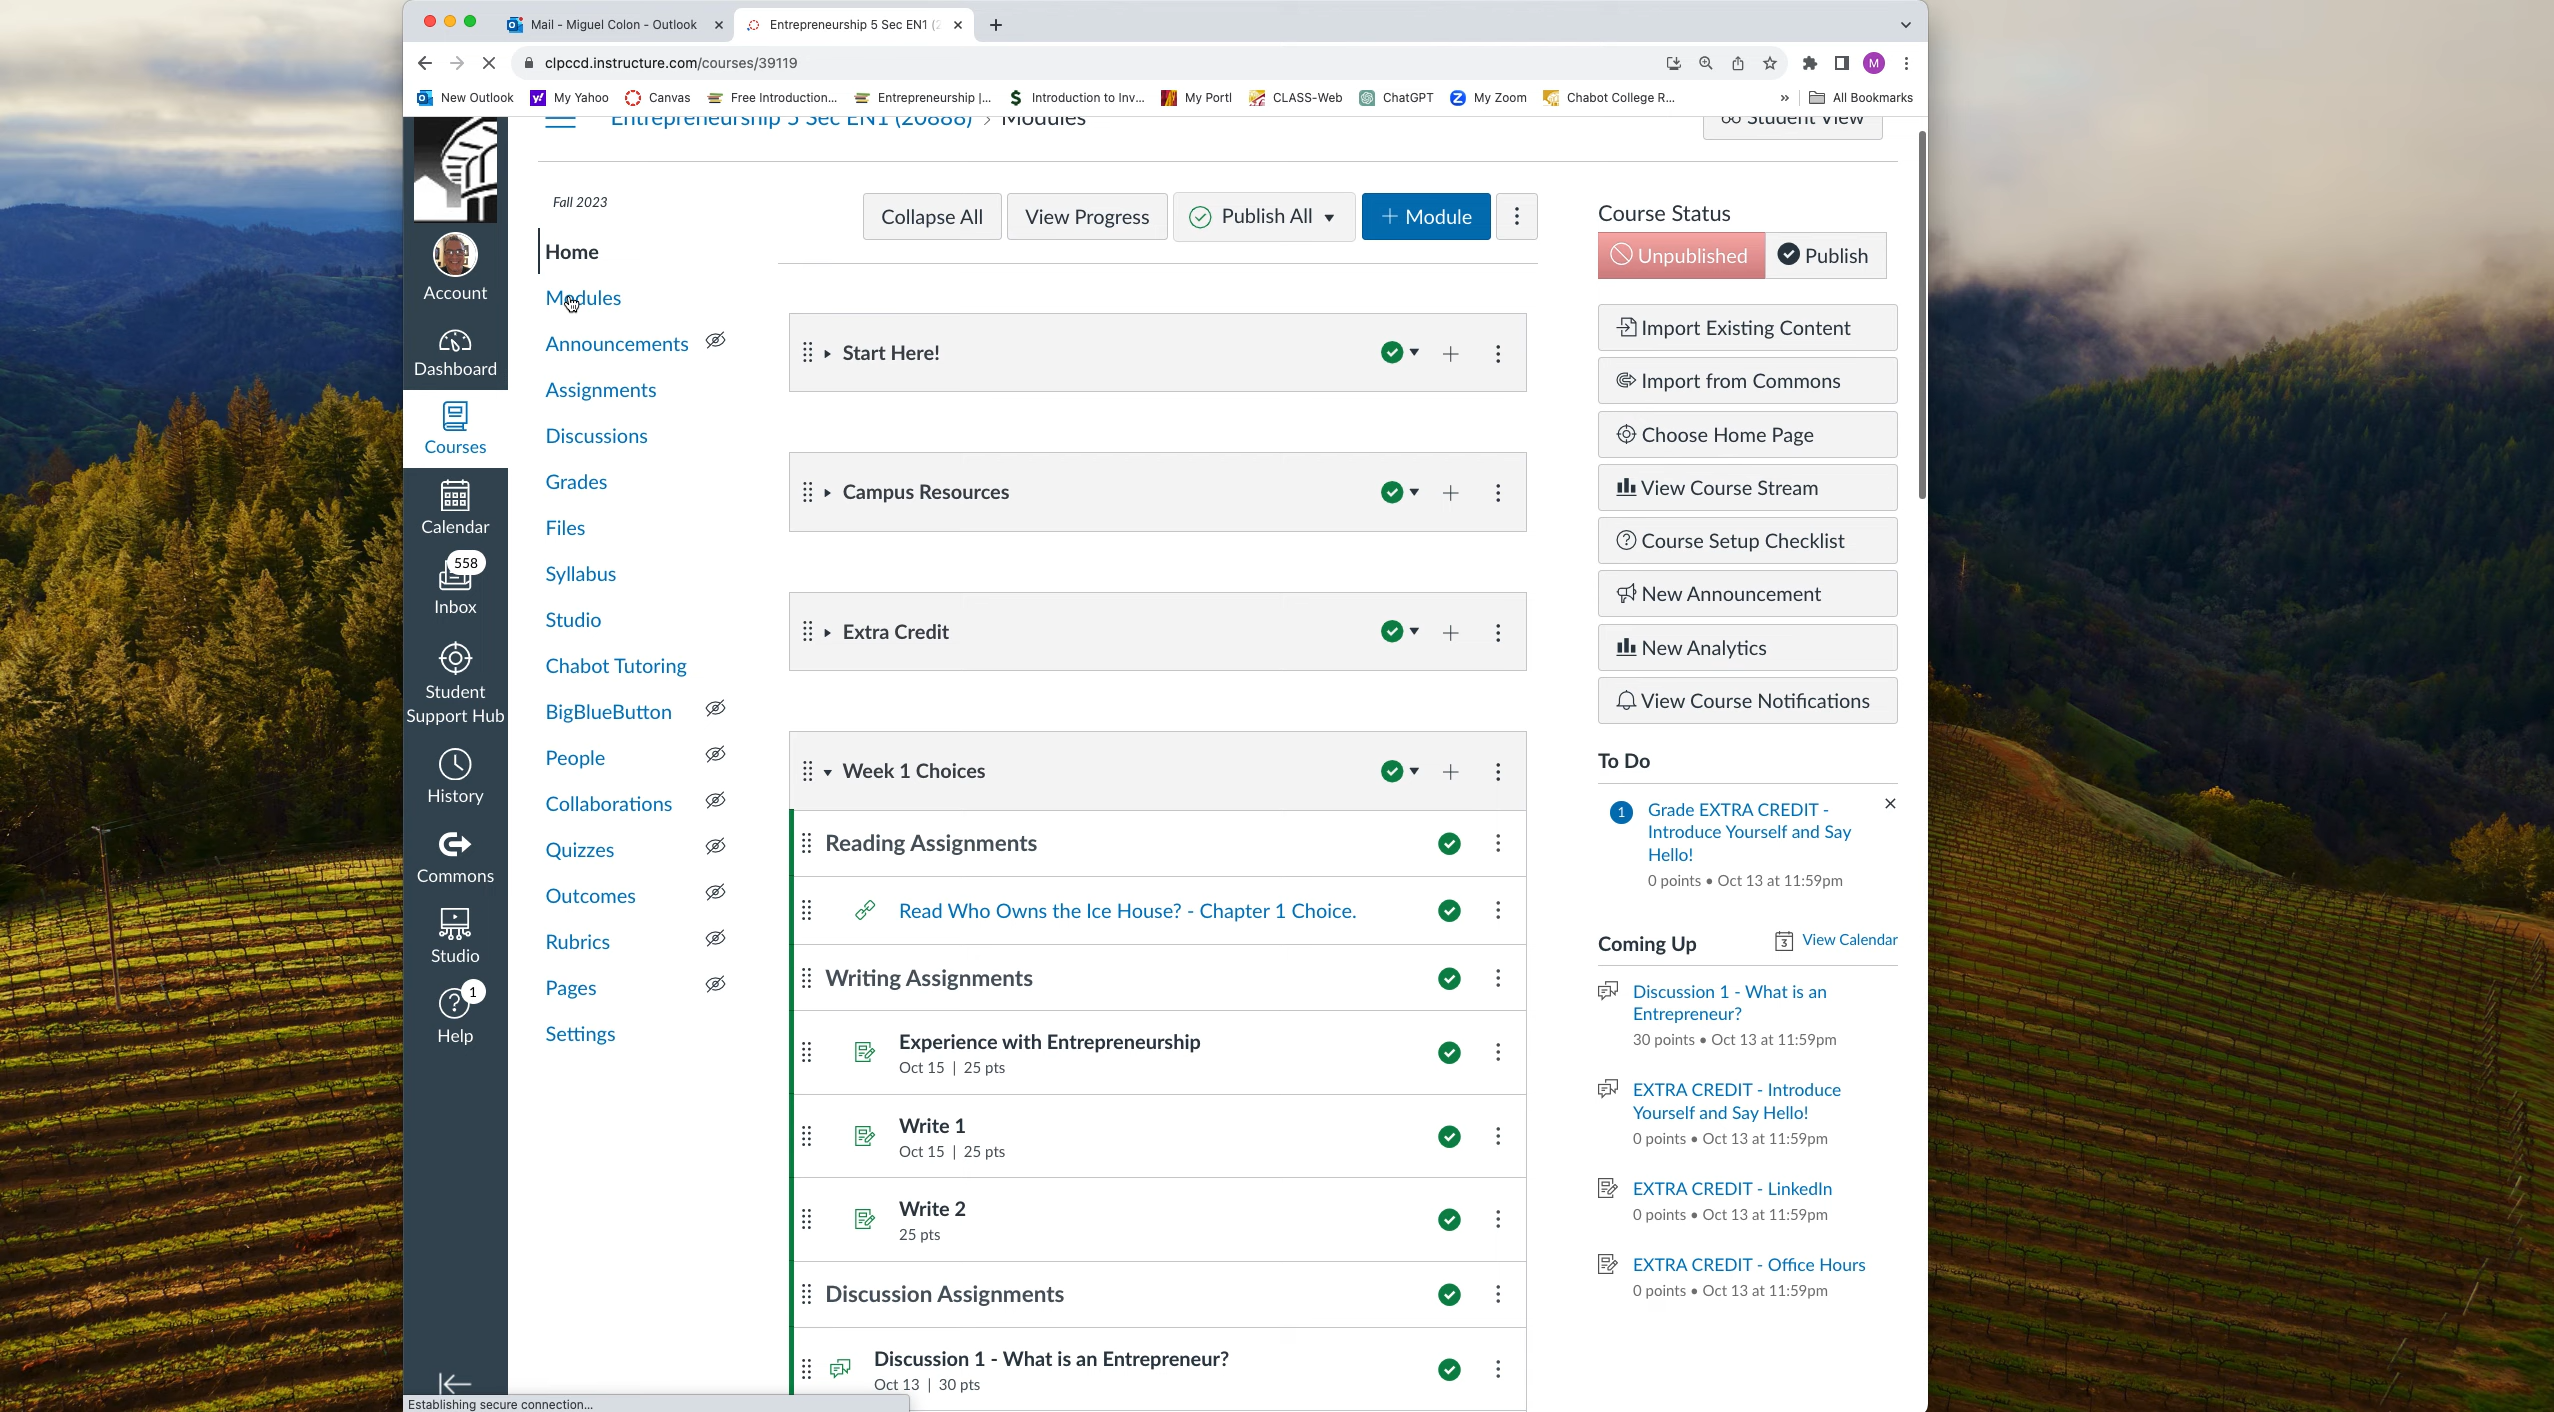 Mail - Miguel Colon - Outlook
Entrepreneurship 5 Sec EN1 (2
clpccd.instructure.com/courses/39119
M
New Outlook
My Yahoo
Canvas
Free Introduction...
Entrepreneurship |...
Introduction to Inv...
My Portl
CLASS-Web
ChatGPT
My Zoom
Chabot College R...
»
All Bookmarks
Entrepreneurship 5 Sec EN1 (20888) > Modules
Student View
Account
Dashboard
Courses
Calendar
558
Inbox
Student
Support Hub
History
Commons
Studio
1
Help
Fall 2023
Home
Modules
Announcements
Assignments
Discussions
Grades
Files
Syllabus
Studio
Chabot Tutoring
BigBlueButton
People
Collaborations
Quizzes
Outcomes
Rubrics
Pages
Settings
Collapse All
View Progress
Publish All
+ Module
Start Here!
Campus Resources
Extra Credit
Week 1 Choices
Reading Assignments
Read Who Owns the Ice House? - Chapter 1 Choice.
Writing Assignments
Experience with Entrepreneurship
Oct 15 | 25 pts
Write 1
Oct 15 | 25 pts
Write 2
25 pts
Discussion Assignments
Discussion 1 - What is an Entrepreneur?
Oct 13 | 30 pts
Course Status
Unpublished
Publish
Import Existing Content
Import from Commons
Choose Home Page
View Course Stream
Course Setup Checklist
New Announcement
New Analytics
View Course Notifications
To Do
1
Grade EXTRA CREDIT -
Introduce Yourself and Say
Hello!
0 points • Oct 13 at 11:59pm
Coming Up
3
View Calendar
Discussion 1 - What is an
Entrepreneur?
30 points • Oct 13 at 11:59pm
EXTRA CREDIT - Introduce
Yourself and Say Hello!
0 points • Oct 13 at 11:59pm
EXTRA CREDIT - LinkedIn
0 points • Oct 13 at 11:59pm
EXTRA CREDIT - Office Hours
0 points • Oct 13 at 11:59pm
Establishing secure connection...